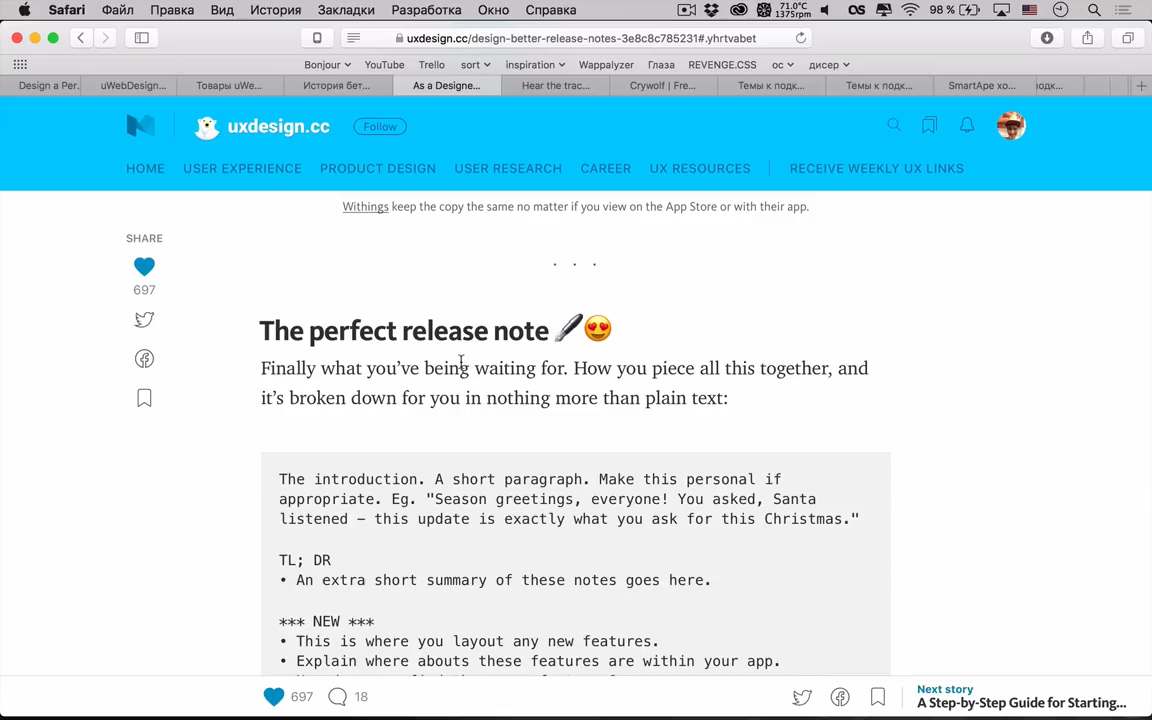 Safari Файл Правка Вид История Закладки Разработка Окно Справка 71.0°C 1375rpm 98 %
uxdesign.cc/design-better-release-notes-3e8c8c785231#.yhrtvabet
Bonjour YouTube Trello sort inspiration Wappalyzer Глаза REVENGE.CSS ос дисер
Design a Per... uWebDesign... Товары uWe... История бет... As a Designe... Hear the trac... Crywolf | Fre... Темы к подк... Темы к подк... SmartApe хо... одк...
uxdesign.cc Follow
HOME USER EXPERIENCE PRODUCT DESIGN USER RESEARCH CAREER UX RESOURCES RECEIVE WEEKLY UX LINKS
Withings keep the copy the same no matter if you view on the App Store or with their app.
SHARE
697
. . .
The perfect release note 🖌😍
Finally what you’ve being waiting for. How you piece all this together, and
it’s broken down for you in nothing more than plain text:
The introduction. A short paragraph. Make this personal if
appropriate. Eg. "Season greetings, everyone! You asked, Santa
listened – this update is exactly what you ask for this Christmas."
TL; DR
• An extra short summary of these notes goes here.
*** NEW ***
• This is where you layout any new features.
• Explain where abouts these features are within your app.
697 18
Next story
A Step-by-Step Guide for Starting...